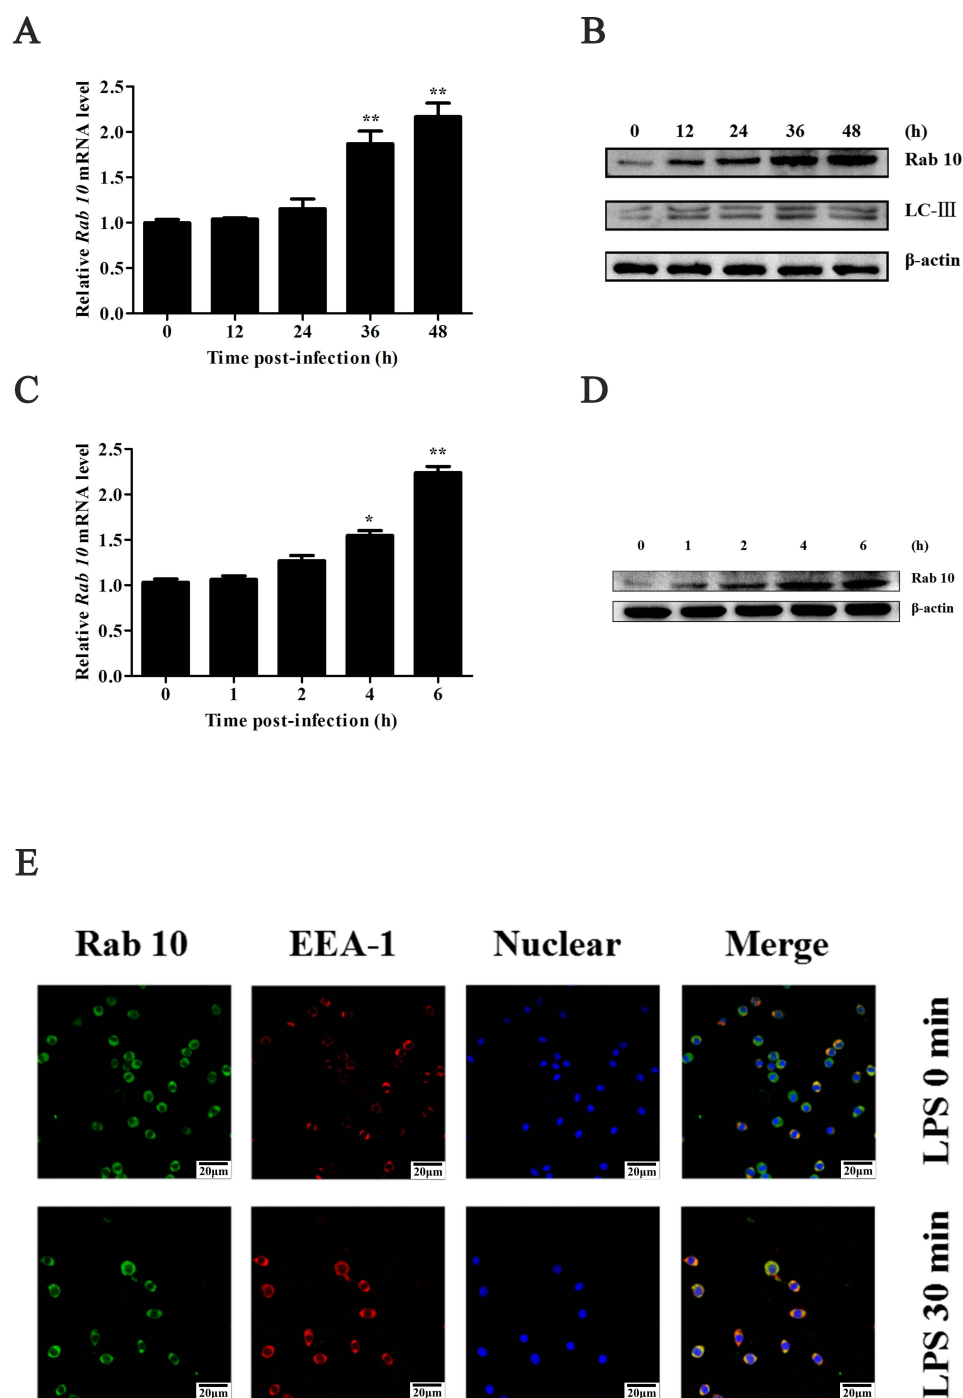 A
Relative Rab 10 mRNA level
2.5
**
**
2.0
1.5
1.0
0.5
0.0
0 12 24 36 48
Time post-infection (h)
B
0 12 24 36 48 (h)
Rab 10
LC-Ⅲ
β-actin
C
Relative Rab 10 mRNA level
2.5
**
2.0
*
1.5
1.0
0.5
0.0
0 1 2 4 6
Time post-infection (h)
D
0 1 2 4 6 (h)
Rab 10
β-actin
E
Rab 10 EEA-1 Nuclear Merge
20μm 20μm 20μm 20μm
LPS 0 min
20μm 20μm 20μm 20μm
LPS 30 min